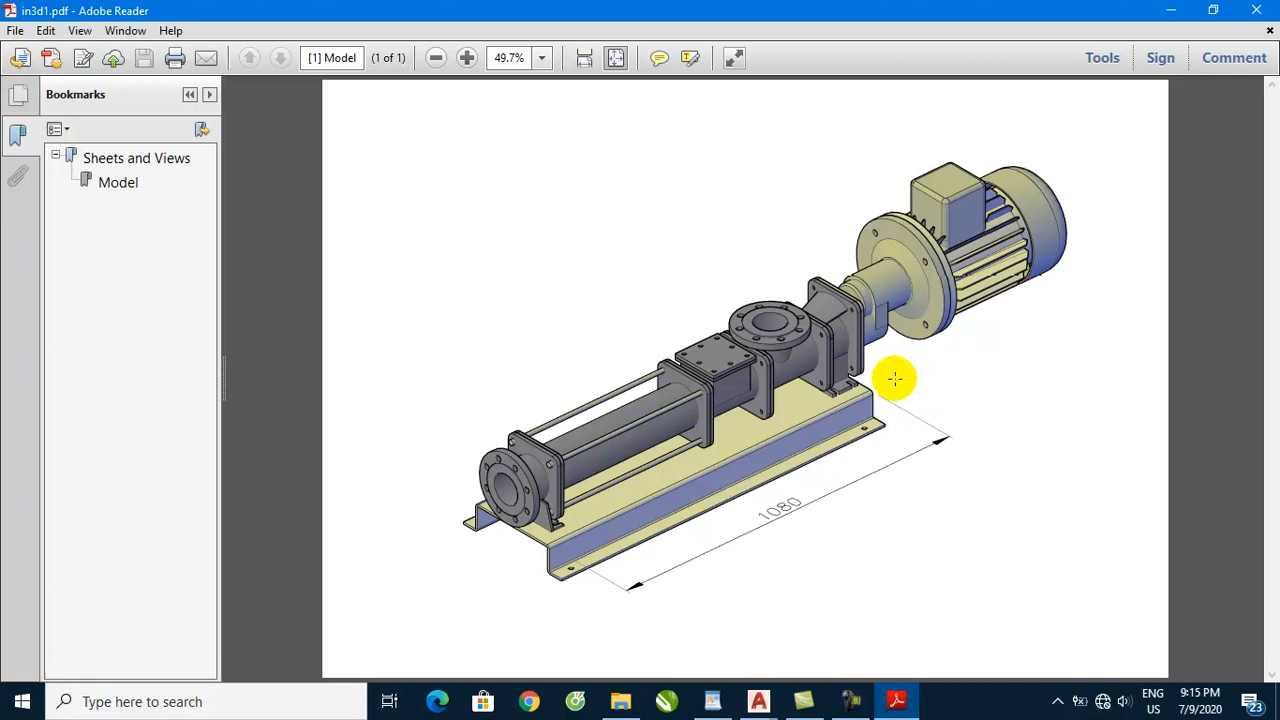 in3d1.pdf - Adobe Reader
File Edit View Window Help
[1] Model (1 of 1) 49.7% Tools Sign Comment
Bookmarks
Sheets and Views
Model
1080
Type here to search
ENG
US
9:15 PM
7/9/2020
23